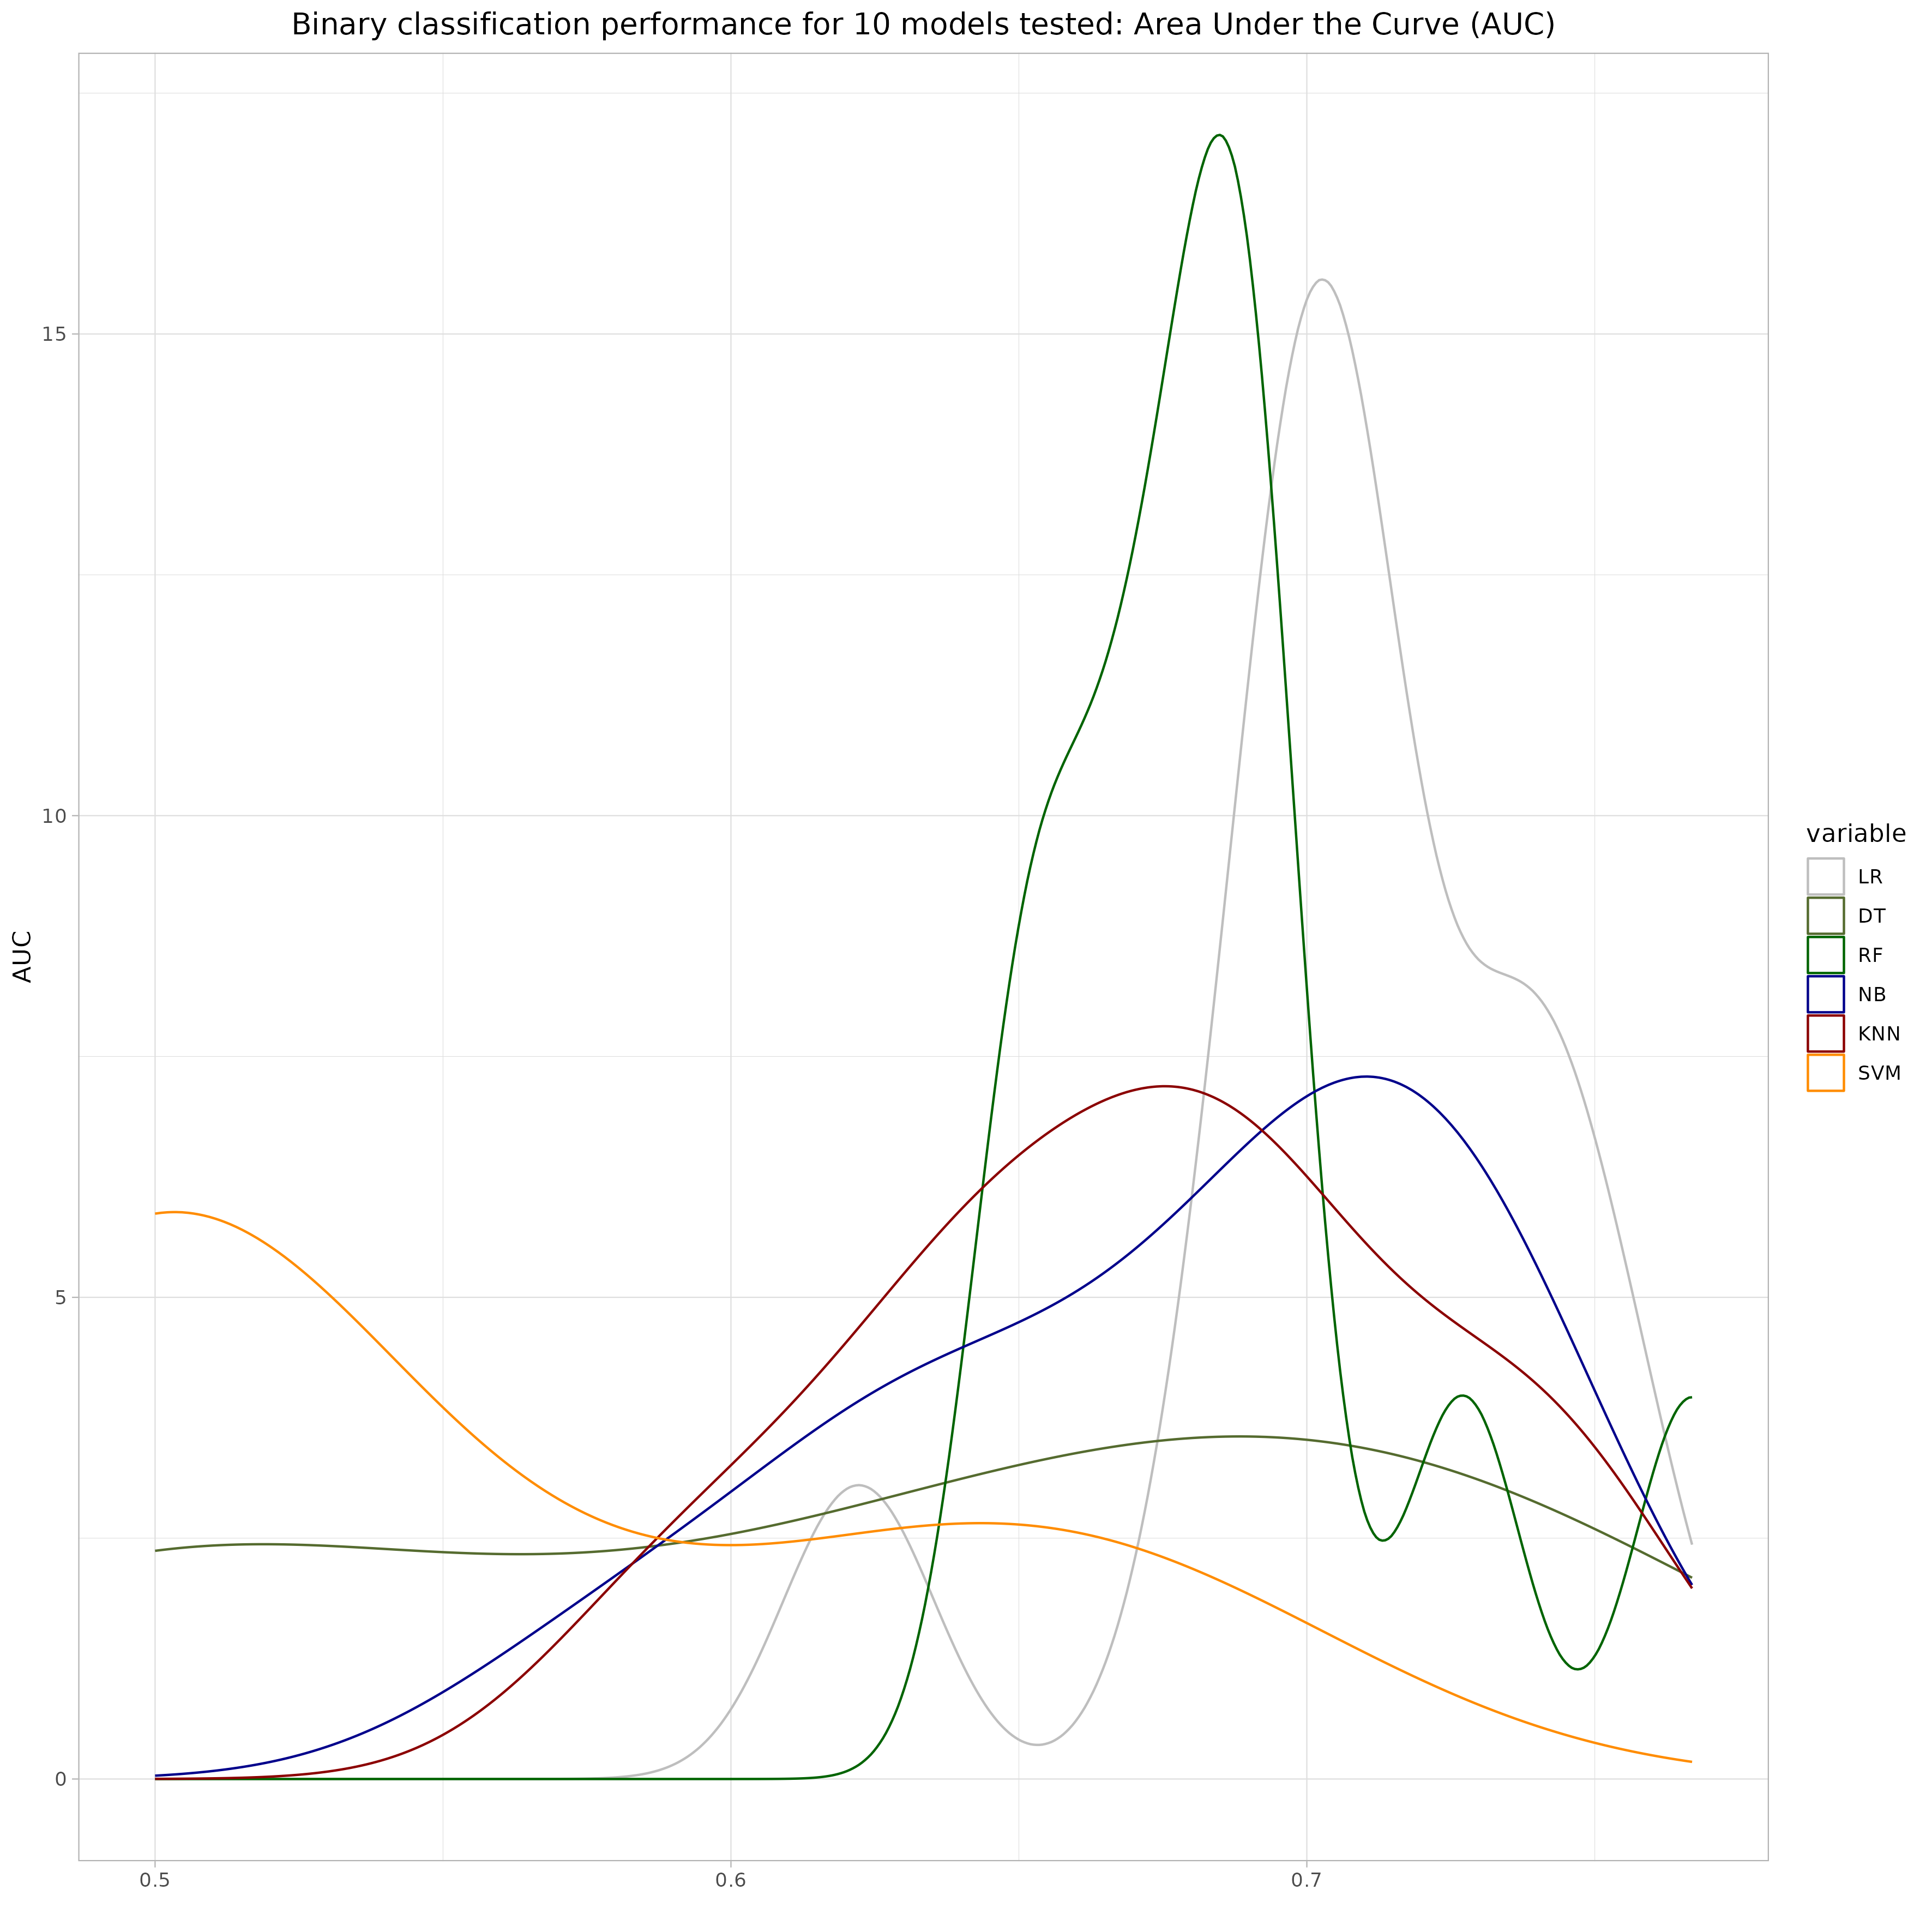 Binary classification performance for 10 models tested: Area Under the Curve (AUC)
15
10
5
0
AUC
0.5 0.6 0.7
variable
LR
DT
RF
NB
KNN
SVM